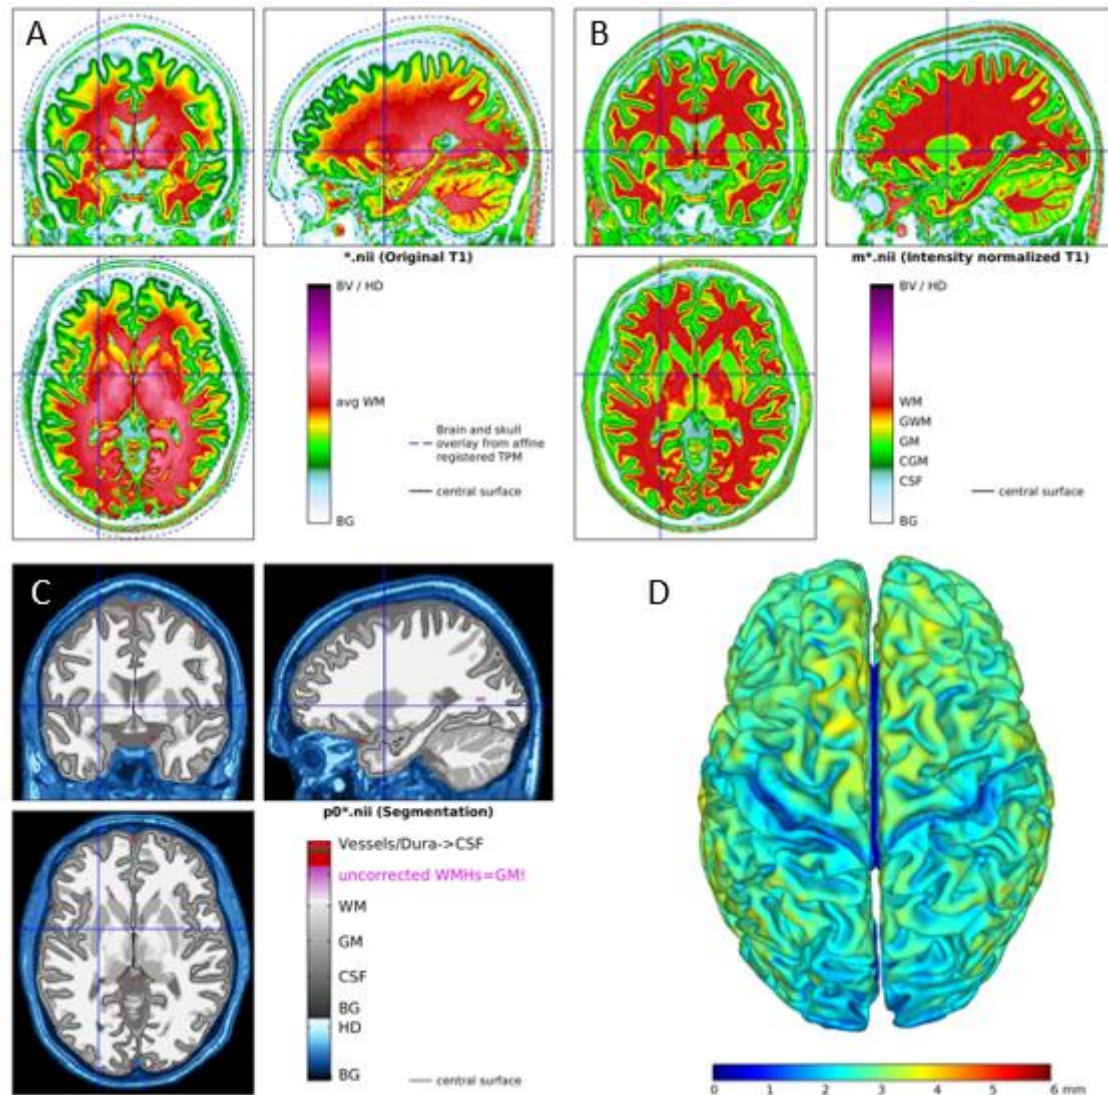 A
B
*.nii (Original T1)
BV / HD
avg WM
Brain and skull
overlay from affine
registered TPM
central surface
BG
m*.nii (Intensity normalized T1)
BV / HD
WM
GWM
GM
CGM
CSF
central surface
BG
C
D
p0*.nii (Segmentation)
Vessels/Dura->CSF
uncorrected WMHs=GM!
WM
GM
CSF
BG
HD
BG
central surface
0 1 2 3 4 5 6 mm